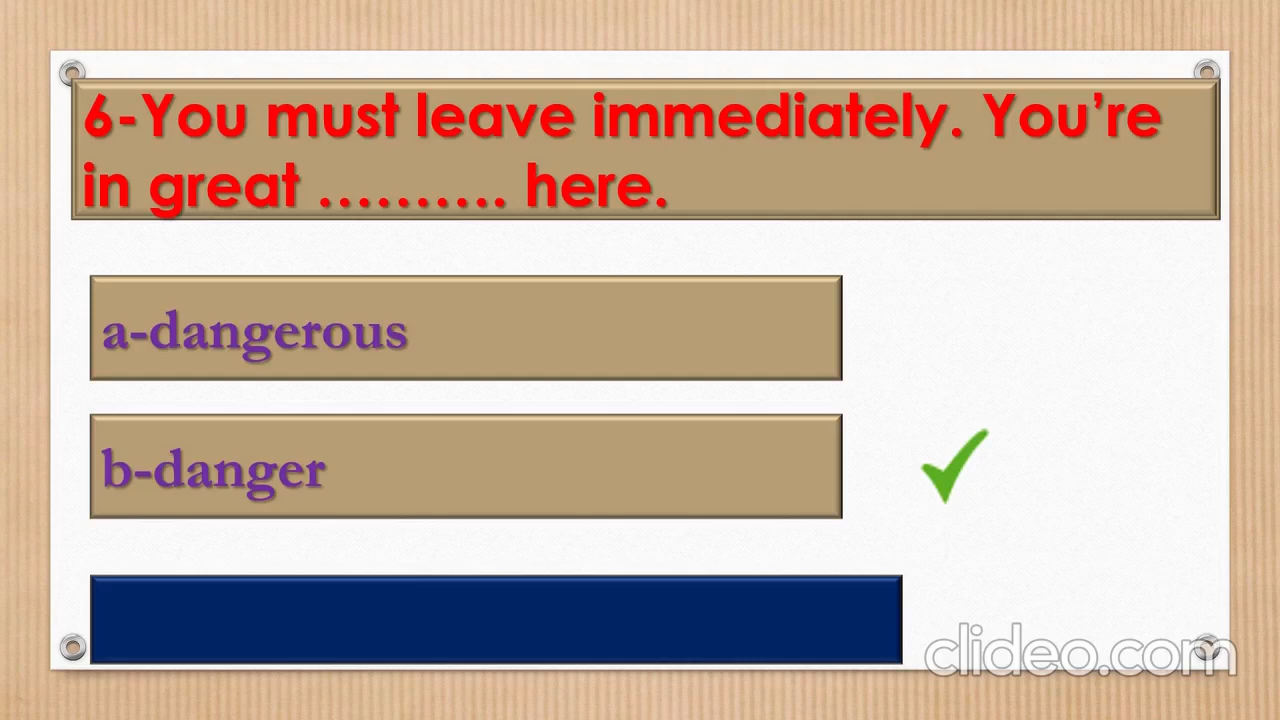 6-You must leave immediately. You’re
in great ………. here.
a-dangerous
b-danger
clideo.com